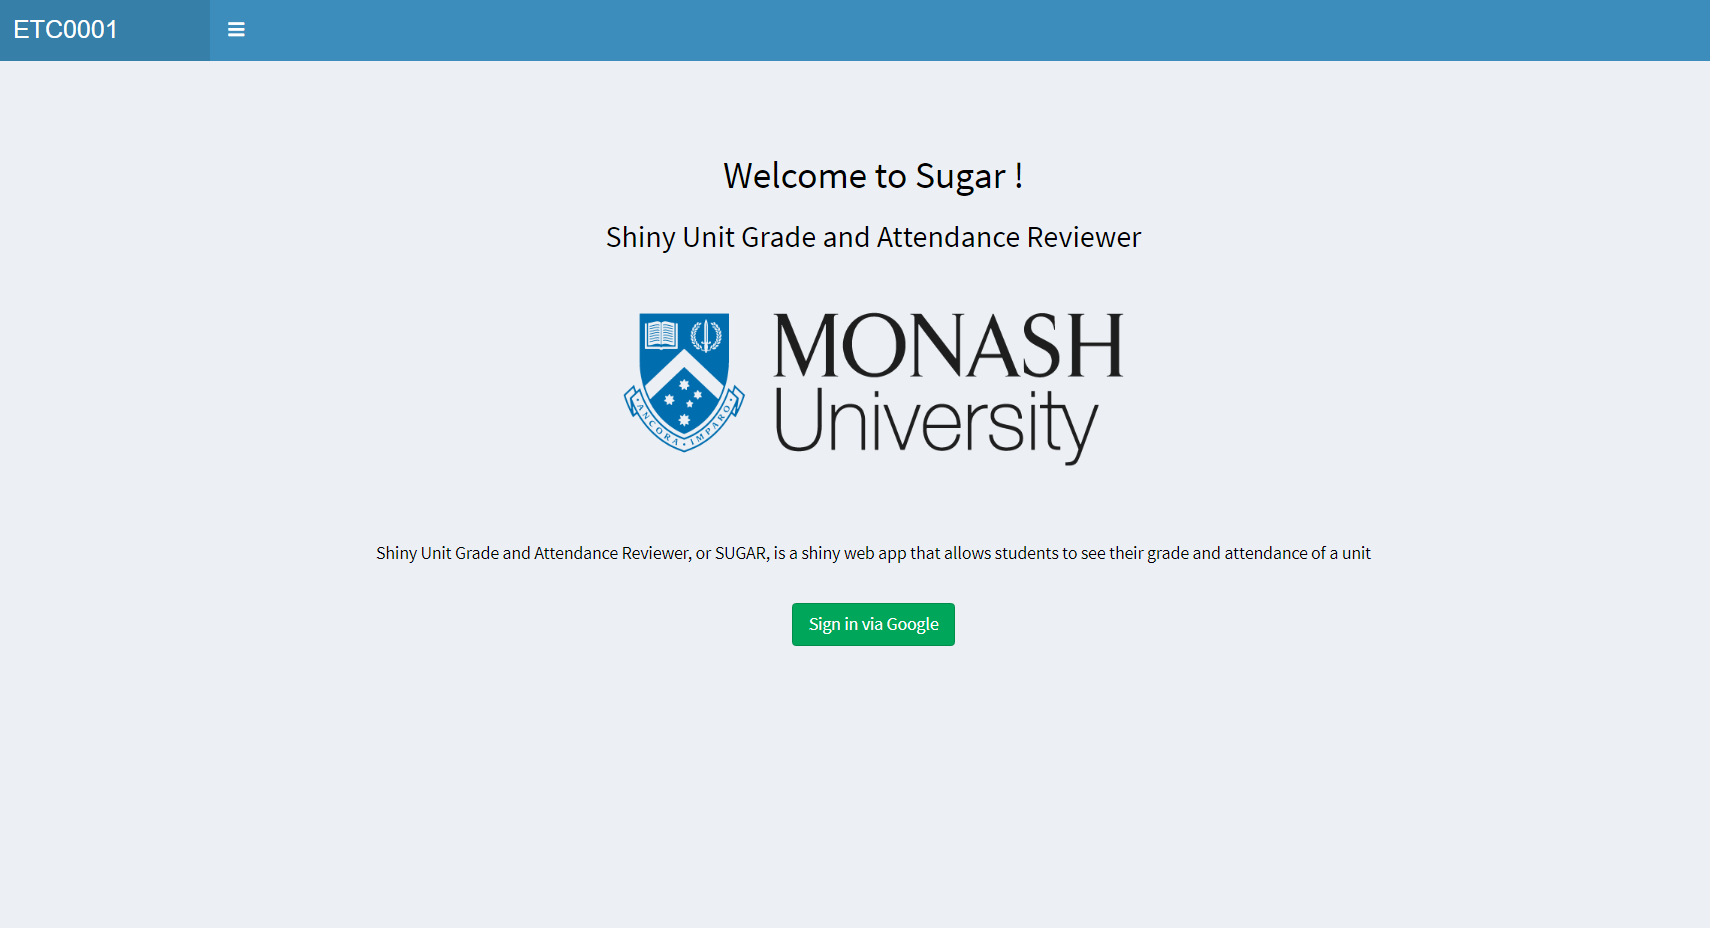 ETC0001
Welcome to Sugar !
Shiny Unit Grade and Attendance Reviewer
MONASH
University
ANCORA · IMPARO
Shiny Unit Grade and Attendance Reviewer, or SUGAR, is a shiny web app that allows students to see their grade and attendance of a unit
Sign in via Google